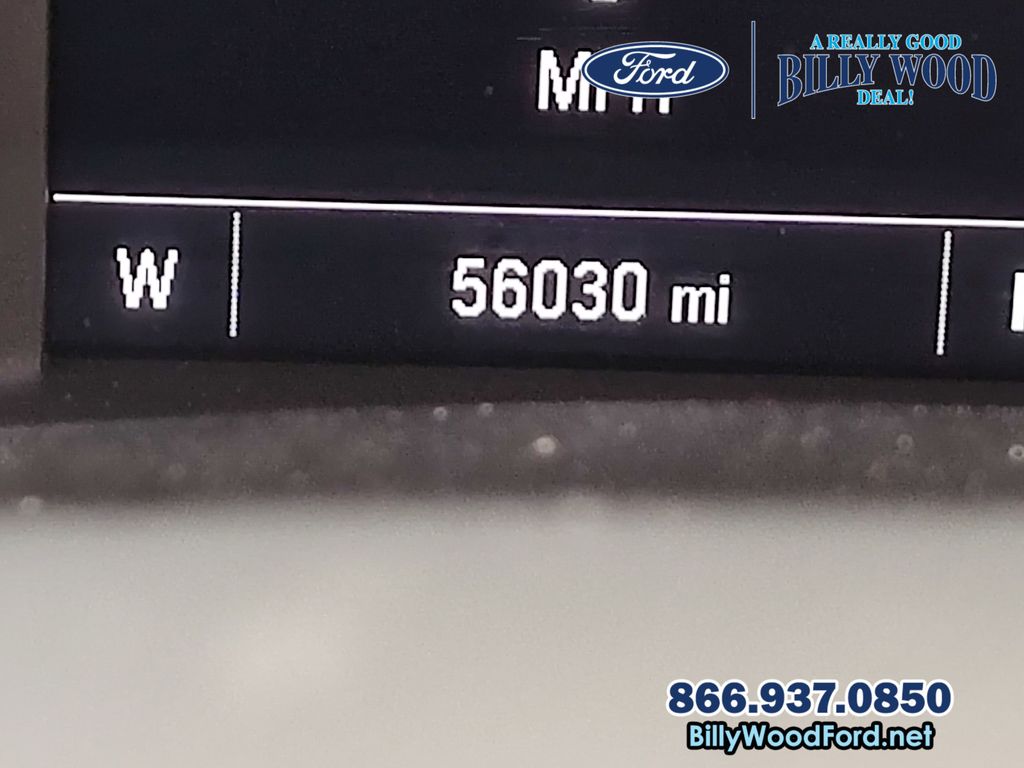 A REALLY GOOD
BILLY WOOD
DEAL!
Ford
W
56030 mi
866.937.0850
BillyWoodFord.net